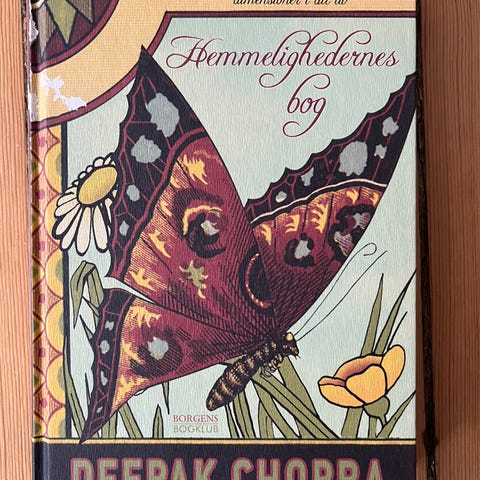 dimensioner i dit liv
Hemmelighedernes
bog
BORGENS
BOGKLUB
DEEPAK CHOPRA